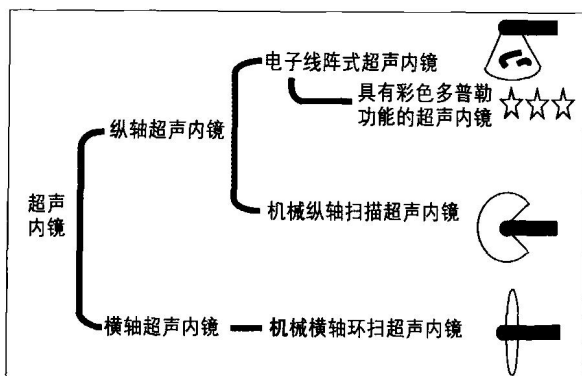 电子线阵式超声内镜
具有彩色多普勒
功能的超声内镜
纵轴超声内镜
超声
内镜
机械纵轴扫描超声内镜
横轴超声内镜
机械横轴环扫超声内镜